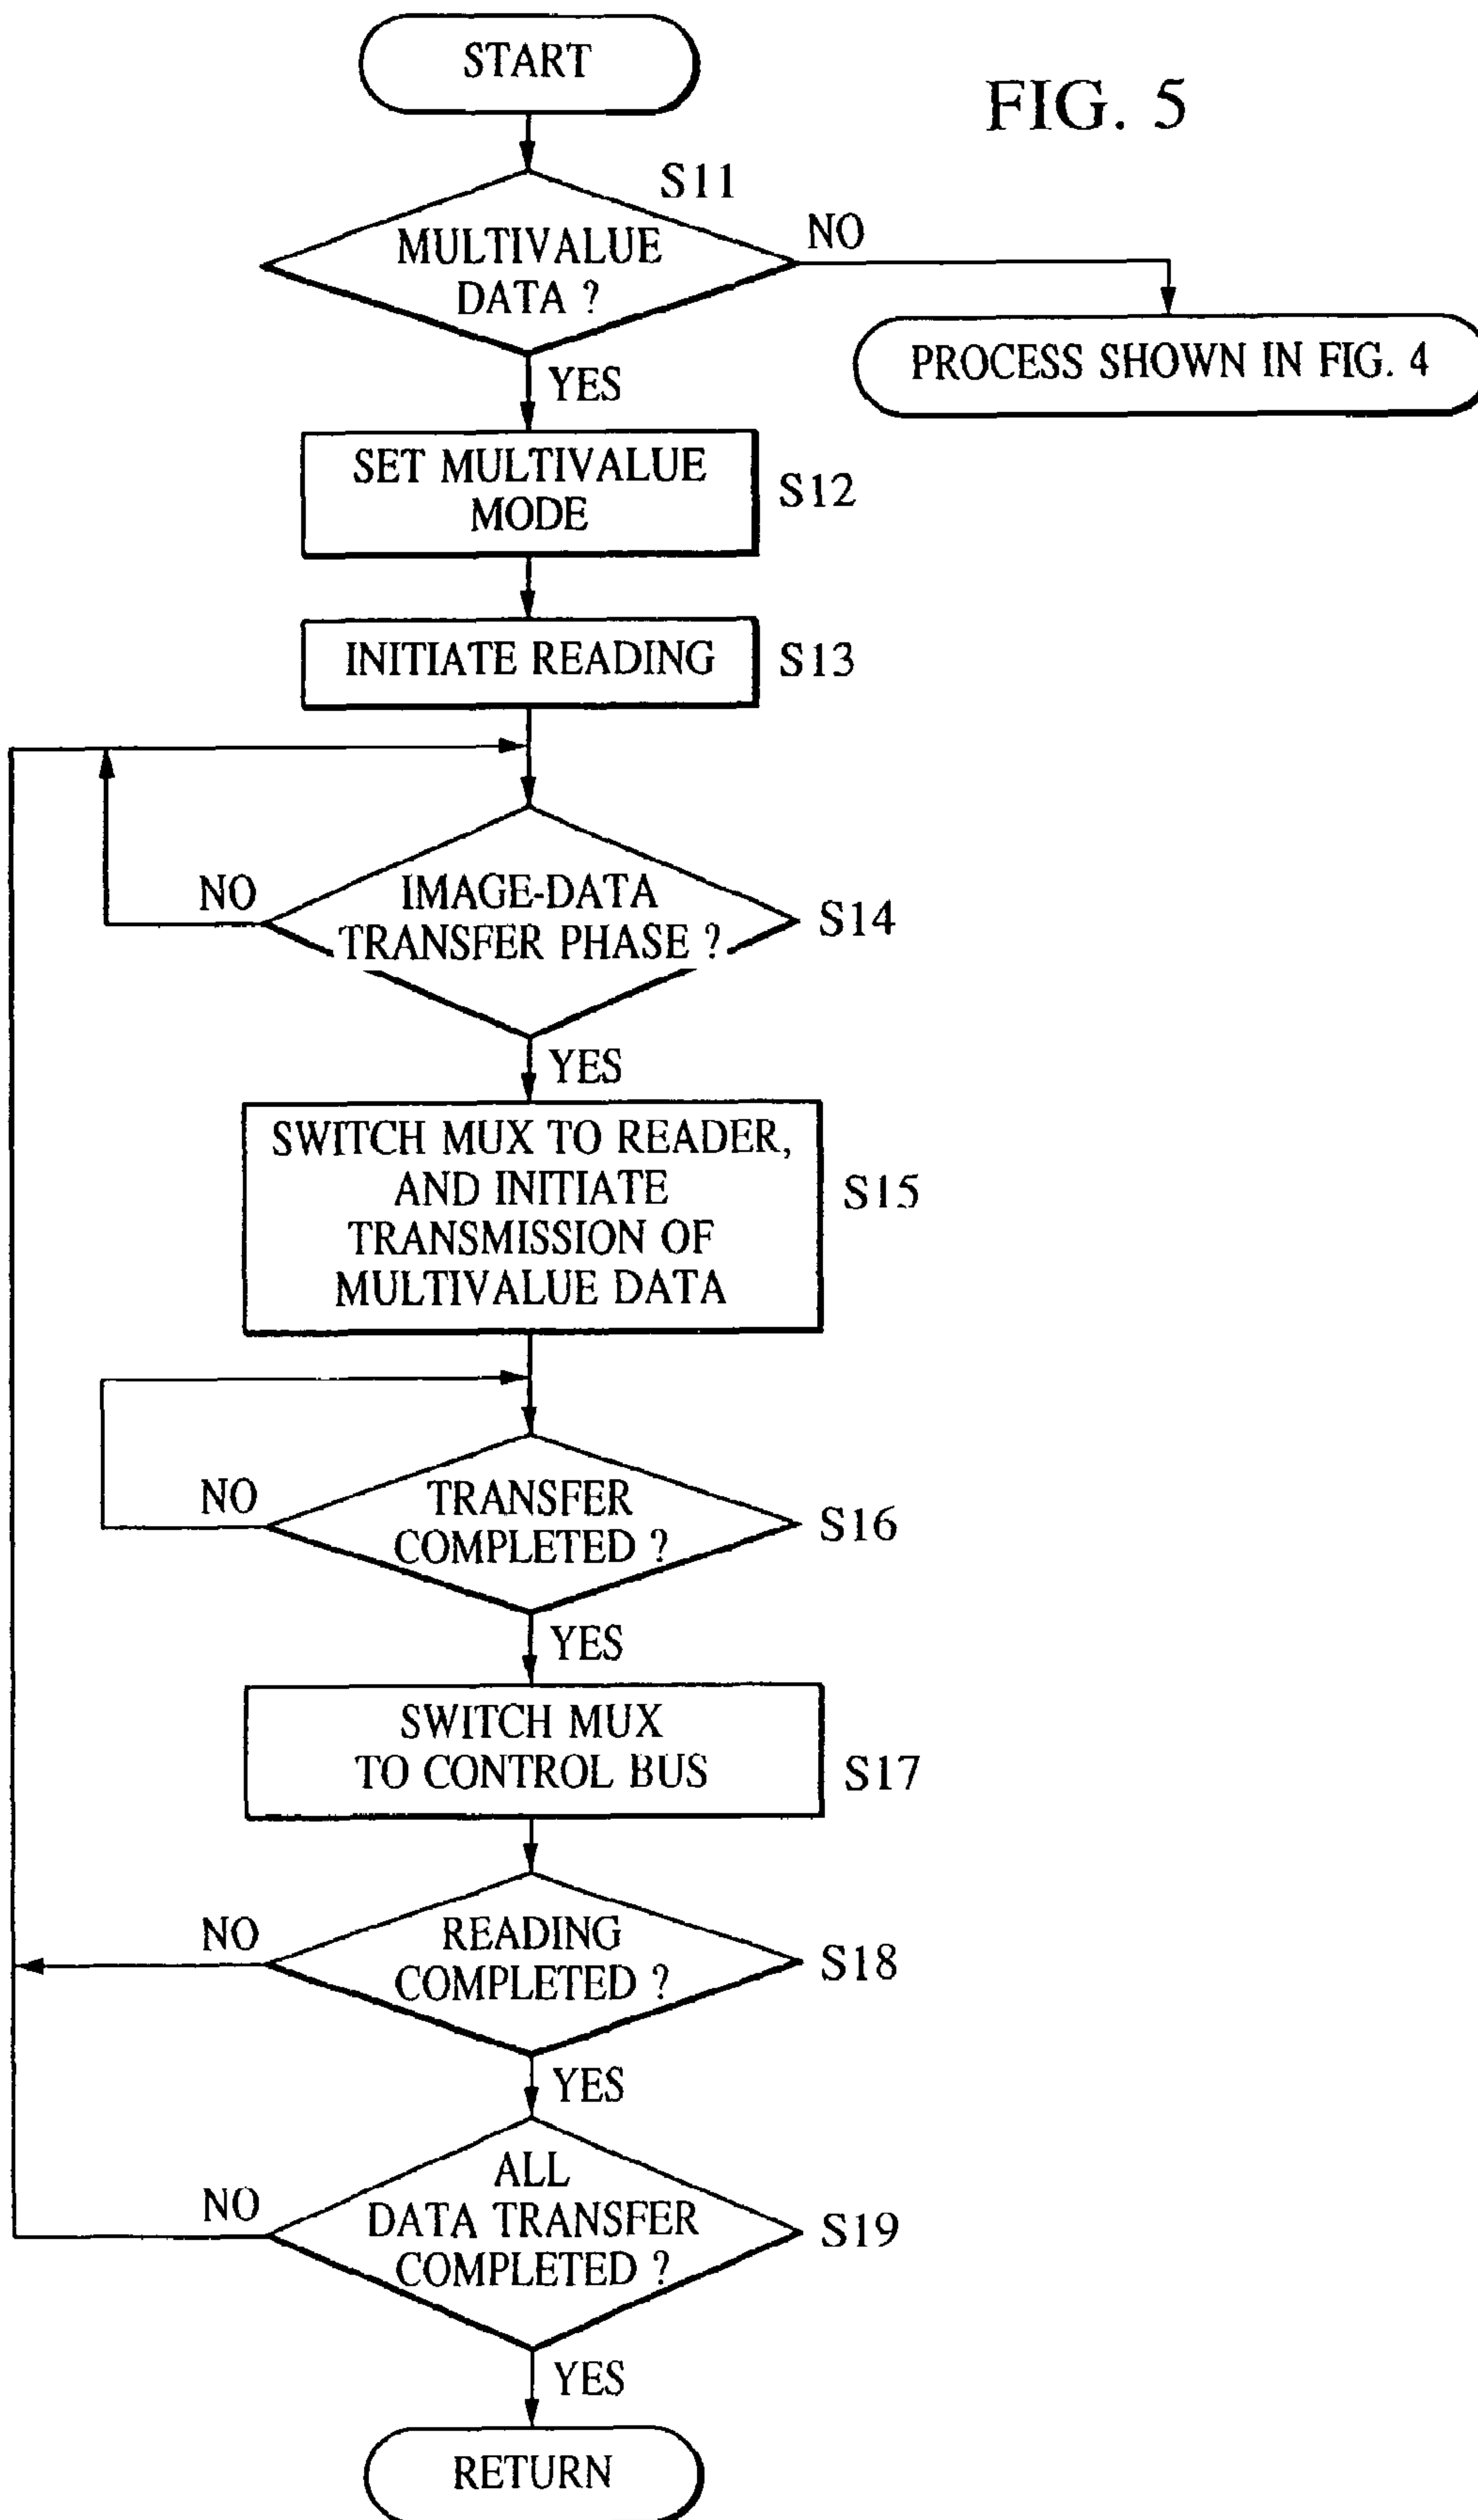 START
FIG. 5
S11
MULTIVALUE
DATA ?
NO
PROCESS SHOWN IN FIG. 4
YES
SET MULTIVALUE
MODE
S12
INITIATE READING
S13
NO
IMAGE-DATA
TRANSFER PHASE ?
S14
YES
SWITCH MUX TO READER,
AND INITIATE
TRANSMISSION OF
MULTIVALUE DATA
S15
NO
TRANSFER
COMPLETED ?
S16
YES
SWITCH MUX
TO CONTROL BUS
S17
NO
READING
COMPLETED ?
S18
YES
NO
ALL
DATA TRANSFER
COMPLETED ?
S19
YES
RETURN